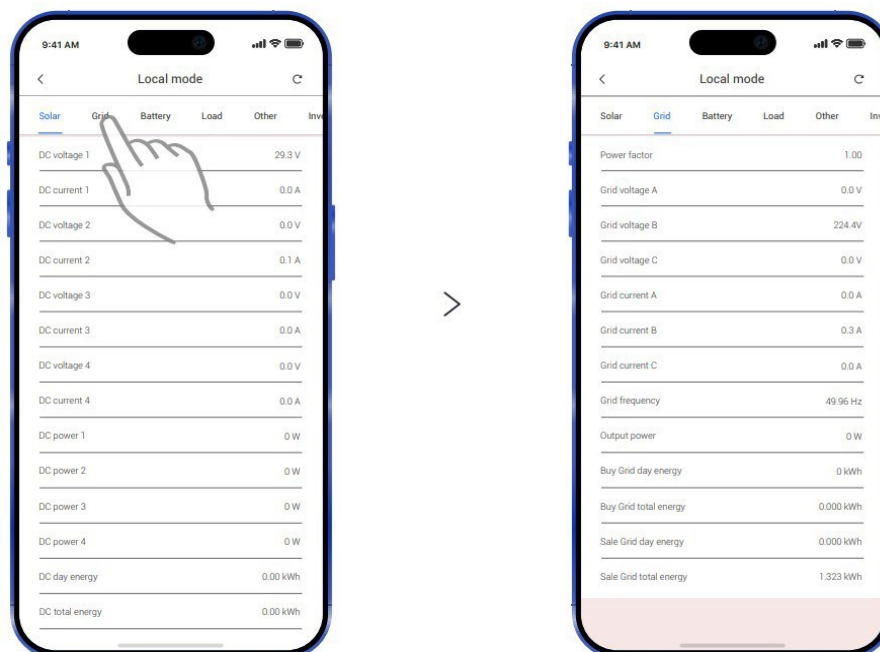 9:41 AM
Local mode
Solar Grid Battery Load Other Inve
DC voltage 1 29.3 V
DC current 1 0.0 A
DC voltage 2 0.0 V
DC current 2 0.1 A
DC voltage 3 0.0 V
DC current 3 0.0 A
DC voltage 4 0.0 V
DC current 4 0.0 A
DC power 1 0 W
DC power 2 0 W
DC power 3 0 W
DC power 4 0 W
DC day energy 0.00 kWh
DC total energy 0.00 kWh
>
9:41 AM
Local mode
Solar Grid Battery Load Other Inv
Power factor 1.00
Grid voltage A 0.0 V
Grid voltage B 224.4V
Grid voltage C 0.0 V
Grid current A 0.0 A
Grid current B 0.3 A
Grid current C 0.0 A
Grid frequency 49.96 Hz
Output power 0 W
Buy Grid day energy 0 kWh
Buy Grid total energy 0.000 kWh
Sale Grid day energy 0.000 kWh
Sale Grid total energy 1.323 kWh